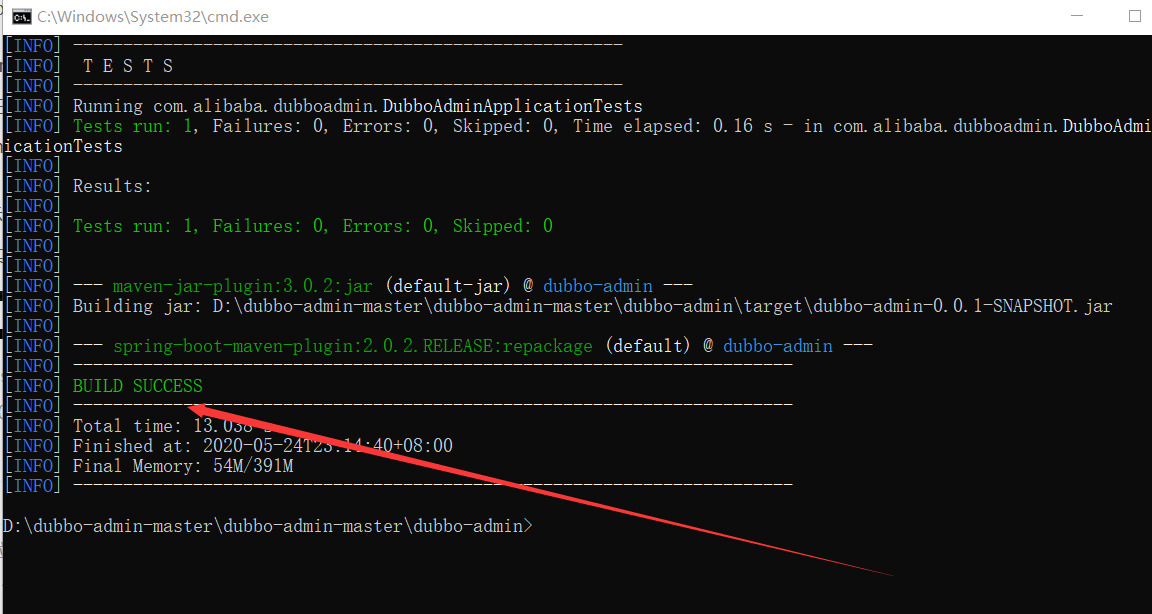 C:\Windows\System32\cmd.exe
[INFO] -------------------------------------------------------
[INFO]  T E S T S
[INFO] -------------------------------------------------------
[INFO] Running com.alibaba.dubboadmin.DubboAdminApplicationTests
[INFO] Tests run: 1, Failures: 0, Errors: 0, Skipped: 0, Time elapsed: 0.16 s - in com.alibaba.dubboadmin.DubboAdmi
icationTests
[INFO]
[INFO] Results:
[INFO]
[INFO] Tests run: 1, Failures: 0, Errors: 0, Skipped: 0
[INFO]
[INFO]
[INFO] --- maven-jar-plugin:3.0.2:jar (default-jar) @ dubbo-admin ---
[INFO] Building jar: D:\dubbo-admin-master\dubbo-admin-master\dubbo-admin\target\dubbo-admin-0.0.1-SNAPSHOT.jar
[INFO]
[INFO] --- spring-boot-maven-plugin:2.0.2.RELEASE:repackage (default) @ dubbo-admin ---
[INFO] ------------------------------------------------------------------------
[INFO] BUILD SUCCESS
[INFO] ------------------------------------------------------------------------
[INFO] Total time: 13.038 s
[INFO] Finished at: 2020-05-24T23:14:40+08:00
[INFO] Final Memory: 54M/391M
[INFO] ------------------------------------------------------------------------
D:\dubbo-admin-master\dubbo-admin-master\dubbo-admin>